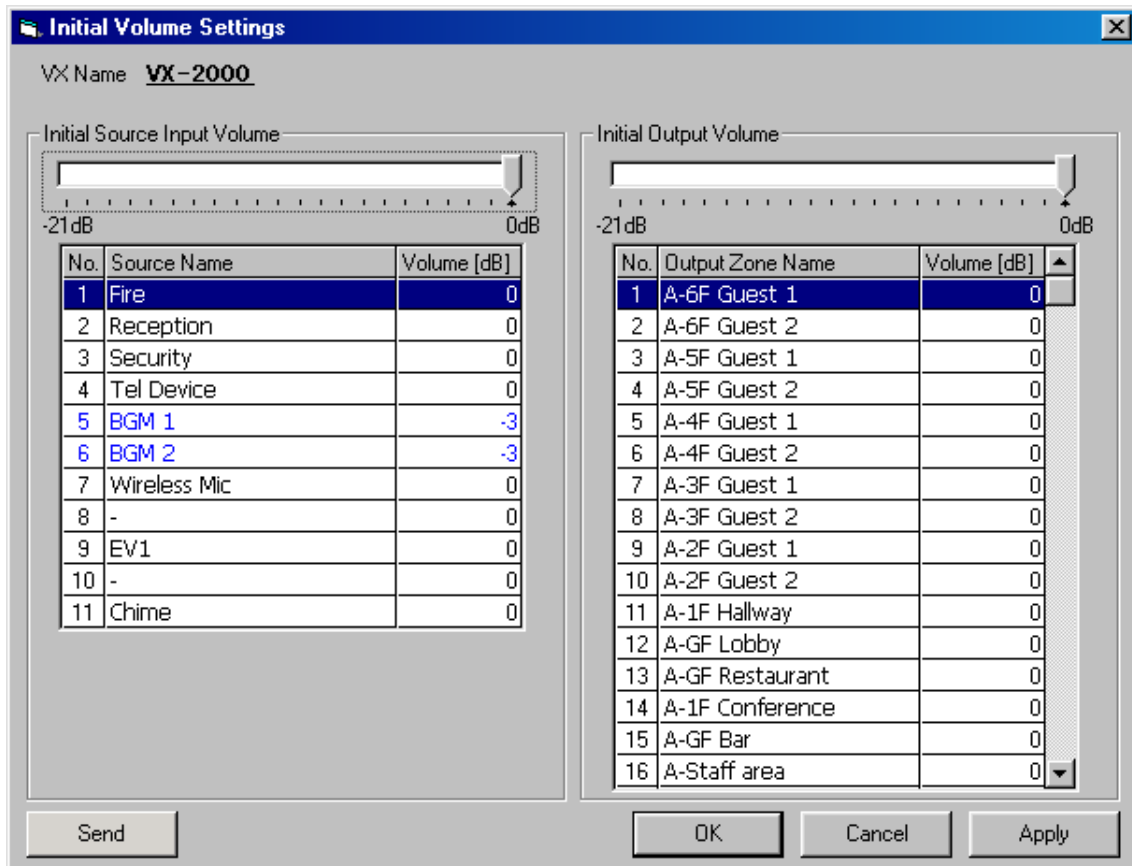 Initial Volume Settings
VX Name VX-2000
Initial Source Input Volume
-21dB 0dB
No. Source Name Volume [dB]
1 Fire 0
2 Reception 0
3 Security 0
4 Tel Device 0
5 BGM 1 -3
6 BGM 2 -3
7 Wireless Mic 0
8 - 0
9 EV1 0
10 - 0
11 Chime 0
Initial Output Volume
-21dB 0dB
No. Output Zone Name Volume [dB]
1 A-6F Guest 1 0
2 A-6F Guest 2 0
3 A-5F Guest 1 0
4 A-5F Guest 2 0
5 A-4F Guest 1 0
6 A-4F Guest 2 0
7 A-3F Guest 1 0
8 A-3F Guest 2 0
9 A-2F Guest 1 0
10 A-2F Guest 2 0
11 A-1F Hallway 0
12 A-GF Lobby 0
13 A-GF Restaurant 0
14 A-1F Conference 0
15 A-GF Bar 0
16 A-Staff area 0
Send OK Cancel Apply